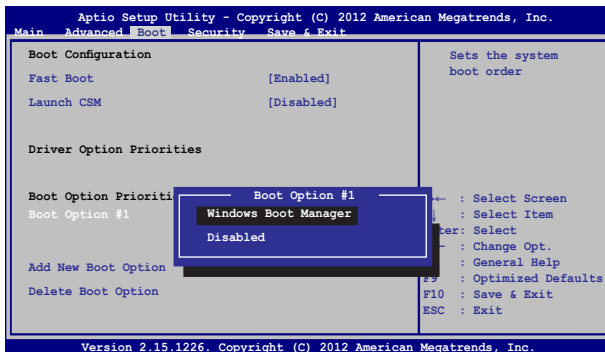 Aptio Setup Utility - Copyright (C) 2012 American Megatrends, Inc.
Main Advanced Boot Security Save & Exit
Boot Configuration
Fast Boot [Enabled]
Launch CSM [Disabled]
Driver Option Priorities
Boot Option Prioriti
Boot Option #1
Add New Boot Option
Delete Boot Option
Boot Option #1
Windows Boot Manager
Disabled
Sets the system
boot order
←  : Select Screen
: Select Item
ter: Select
— : Change Opt.
: General Help
F9 : Optimized Defaults
F10 : Save & Exit
ESC : Exit
Version 2.15.1226. Copyright (C) 2012 American Megatrends, Inc.